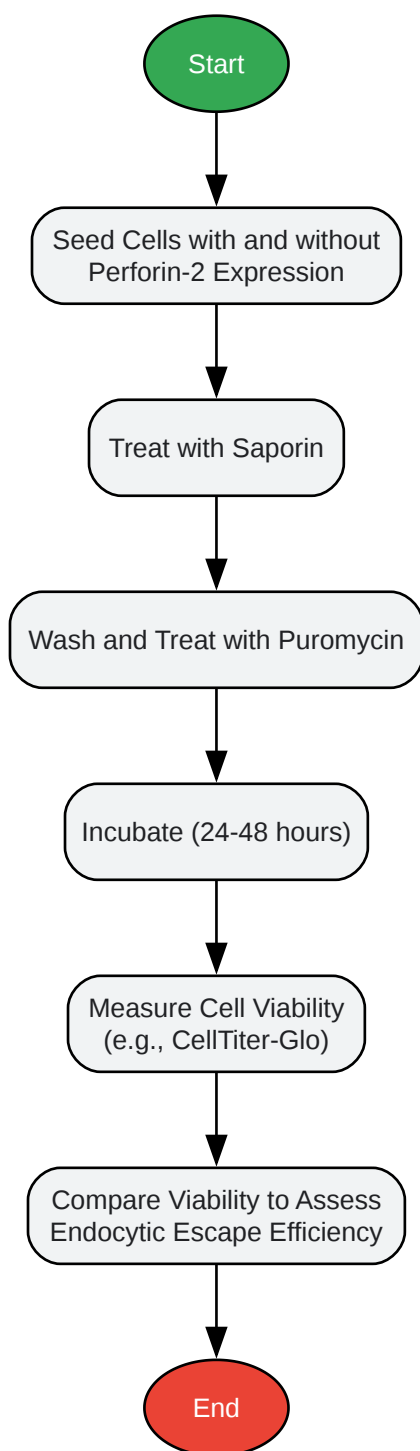 Start
Seed Cells with and without
Perforin-2 Expression
Treat with Saporin
Wash and Treat with Puromycin
Incubate (24-48 hours)
Measure Cell Viability
(e.g., CellTiter-Glo)
Compare Viability to Assess
Endocytic Escape Efficiency
End